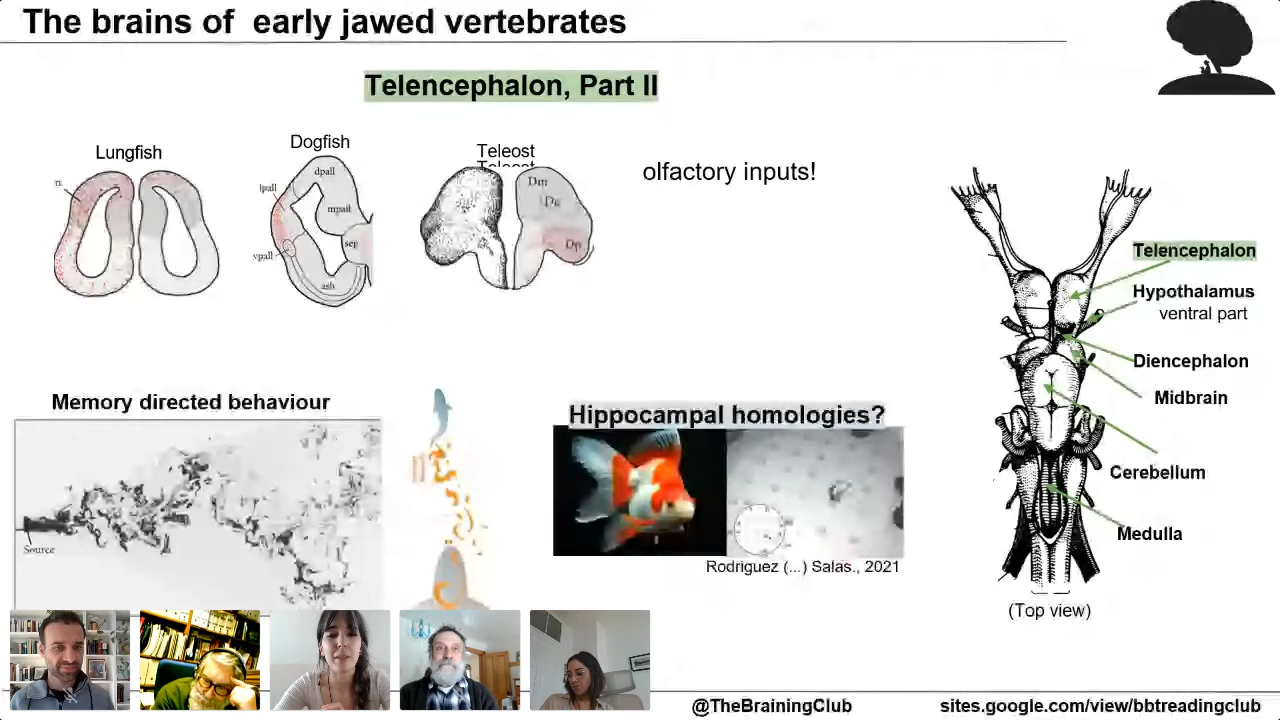 The brains of early jawed vertebrates
Telencephalon, Part II
Lungfish
Dogfish
Teleost
Teleost
olfactory inputs!
dpall
lpall
mpall
sep
vpall
ash
Dm
Dp
Telencephalon
Hypothalamus
ventral part
Diencephalon
Midbrain
Cerebellum
Medulla
(Top view)
Memory directed behaviour
Source
Hippocampal homologies?
Rodriguez (...) Salas., 2021
@TheBrainingClub
sites.google.com/view/bbtreadingclub